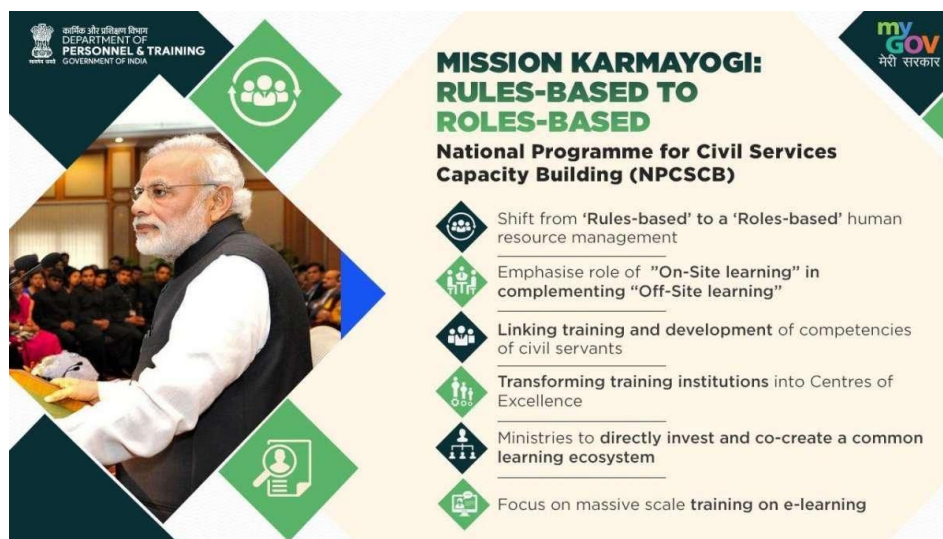 कार्मिक और प्रशिक्षण विभाग
DEPARTMENT OF
PERSONNEL & TRAINING
GOVERNMENT OF INDIA
सत्यमेव जयते
my
GOV
मेरी सरकार
MISSION KARMAYOGI:
RULES-BASED TO
ROLES-BASED
National Programme for Civil Services
Capacity Building (NPCSCB)
Shift from ‘Rules-based’ to a ‘Roles-based’ human
resource management
Emphasise role of ”On-Site learning” in
complementing “Off-Site learning”
Linking training and development of competencies
of civil servants
Transforming training institutions into Centres of
Excellence
Ministries to directly invest and co-create a common
learning ecosystem
Focus on massive scale training on e-learning